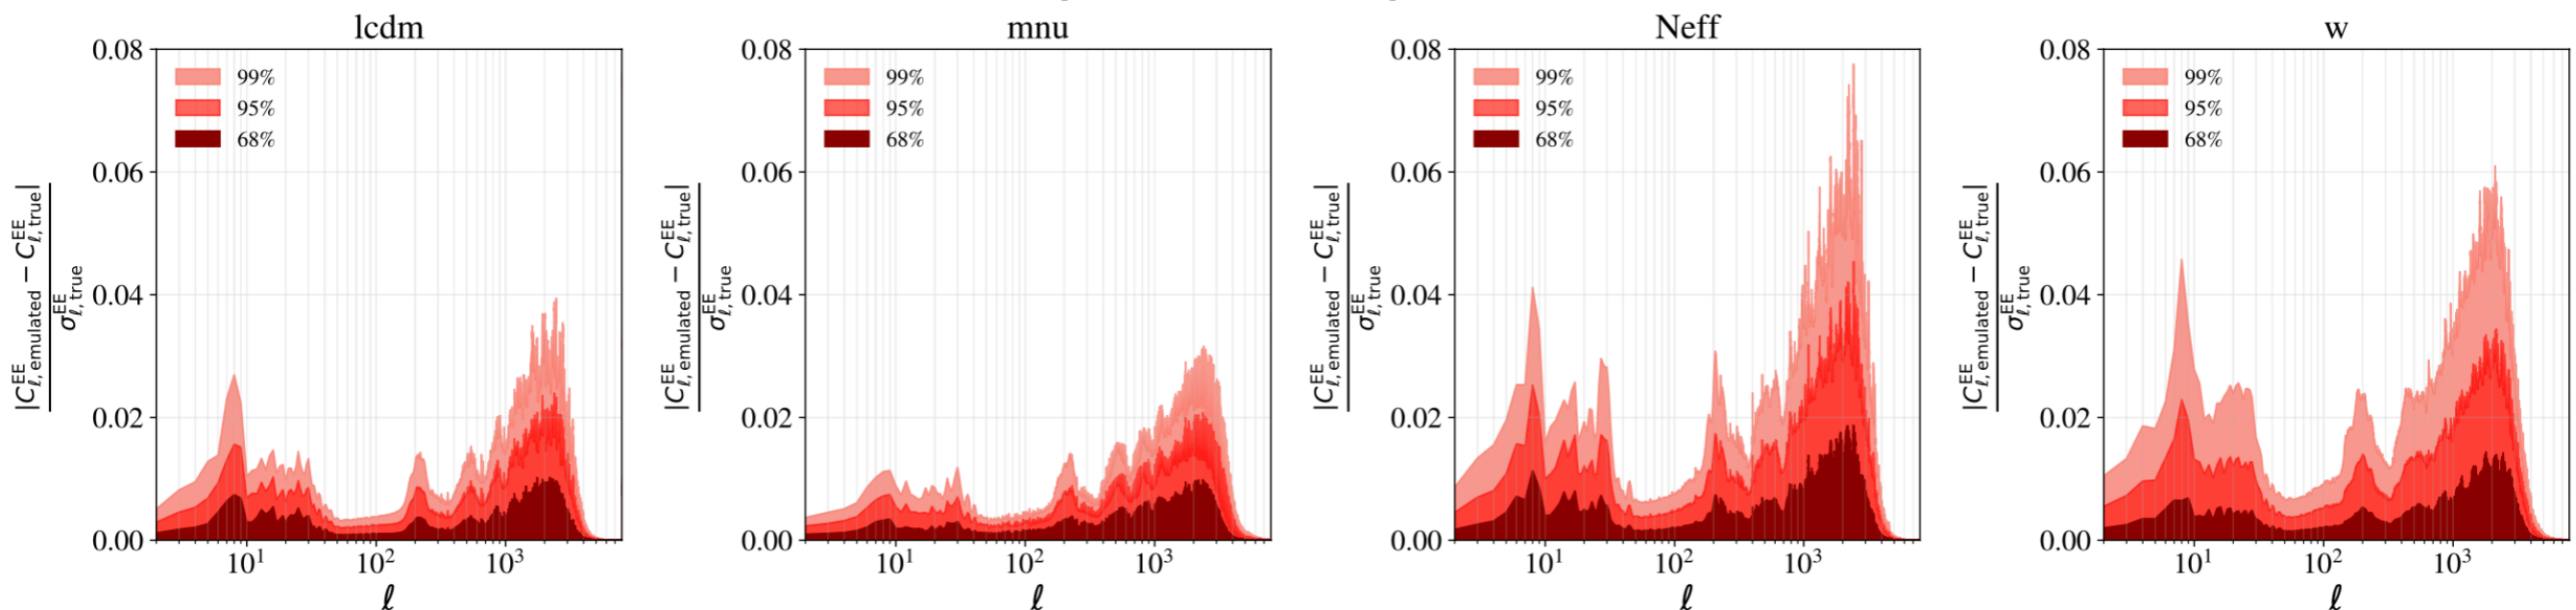 lcdm
0.08
0.06
0.04
0.02
0.00
99%
95%
68%
|C^EE_ℓ,emulated − C^EE_ℓ,true|
σ^EE_ℓ,true
10^1
10^2
10^3
ℓ
mnu
0.08
0.06
0.04
0.02
0.00
99%
95%
68%
|C^EE_ℓ,emulated − C^EE_ℓ,true|
σ^EE_ℓ,true
10^1
10^2
10^3
ℓ
Neff
0.08
0.06
0.04
0.02
0.00
99%
95%
68%
|C^EE_ℓ,emulated − C^EE_ℓ,true|
σ^EE_ℓ,true
10^1
10^2
10^3
ℓ
w
0.08
0.06
0.04
0.02
0.00
99%
95%
68%
|C^EE_ℓ,emulated − C^EE_ℓ,true|
σ^EE_ℓ,true
10^1
10^2
10^3
ℓ